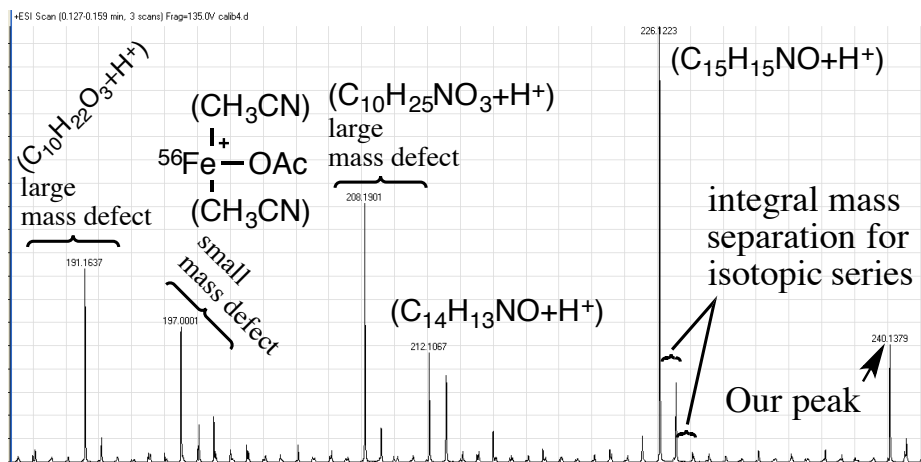 +ESI Scan (0.127-0.159 min, 3 scans) Frag=135.0V calib4.d
226.1223
(C₁₅H₁₅NO+H⁺)
(C₁₀H₂₂O₃+H⁺)
large
mass defect
191.1637
(CH₃CN)
⁵⁶Fe⁺—OAc
(CH₃CN)
small
mass defect
197.0001
(C₁₀H₂₅NO₃+H⁺)
large
mass defect
208.1901
(C₁₄H₁₃NO+H⁺)
212.1067
integral mass
separation for
isotopic series
240.1379
Our peak